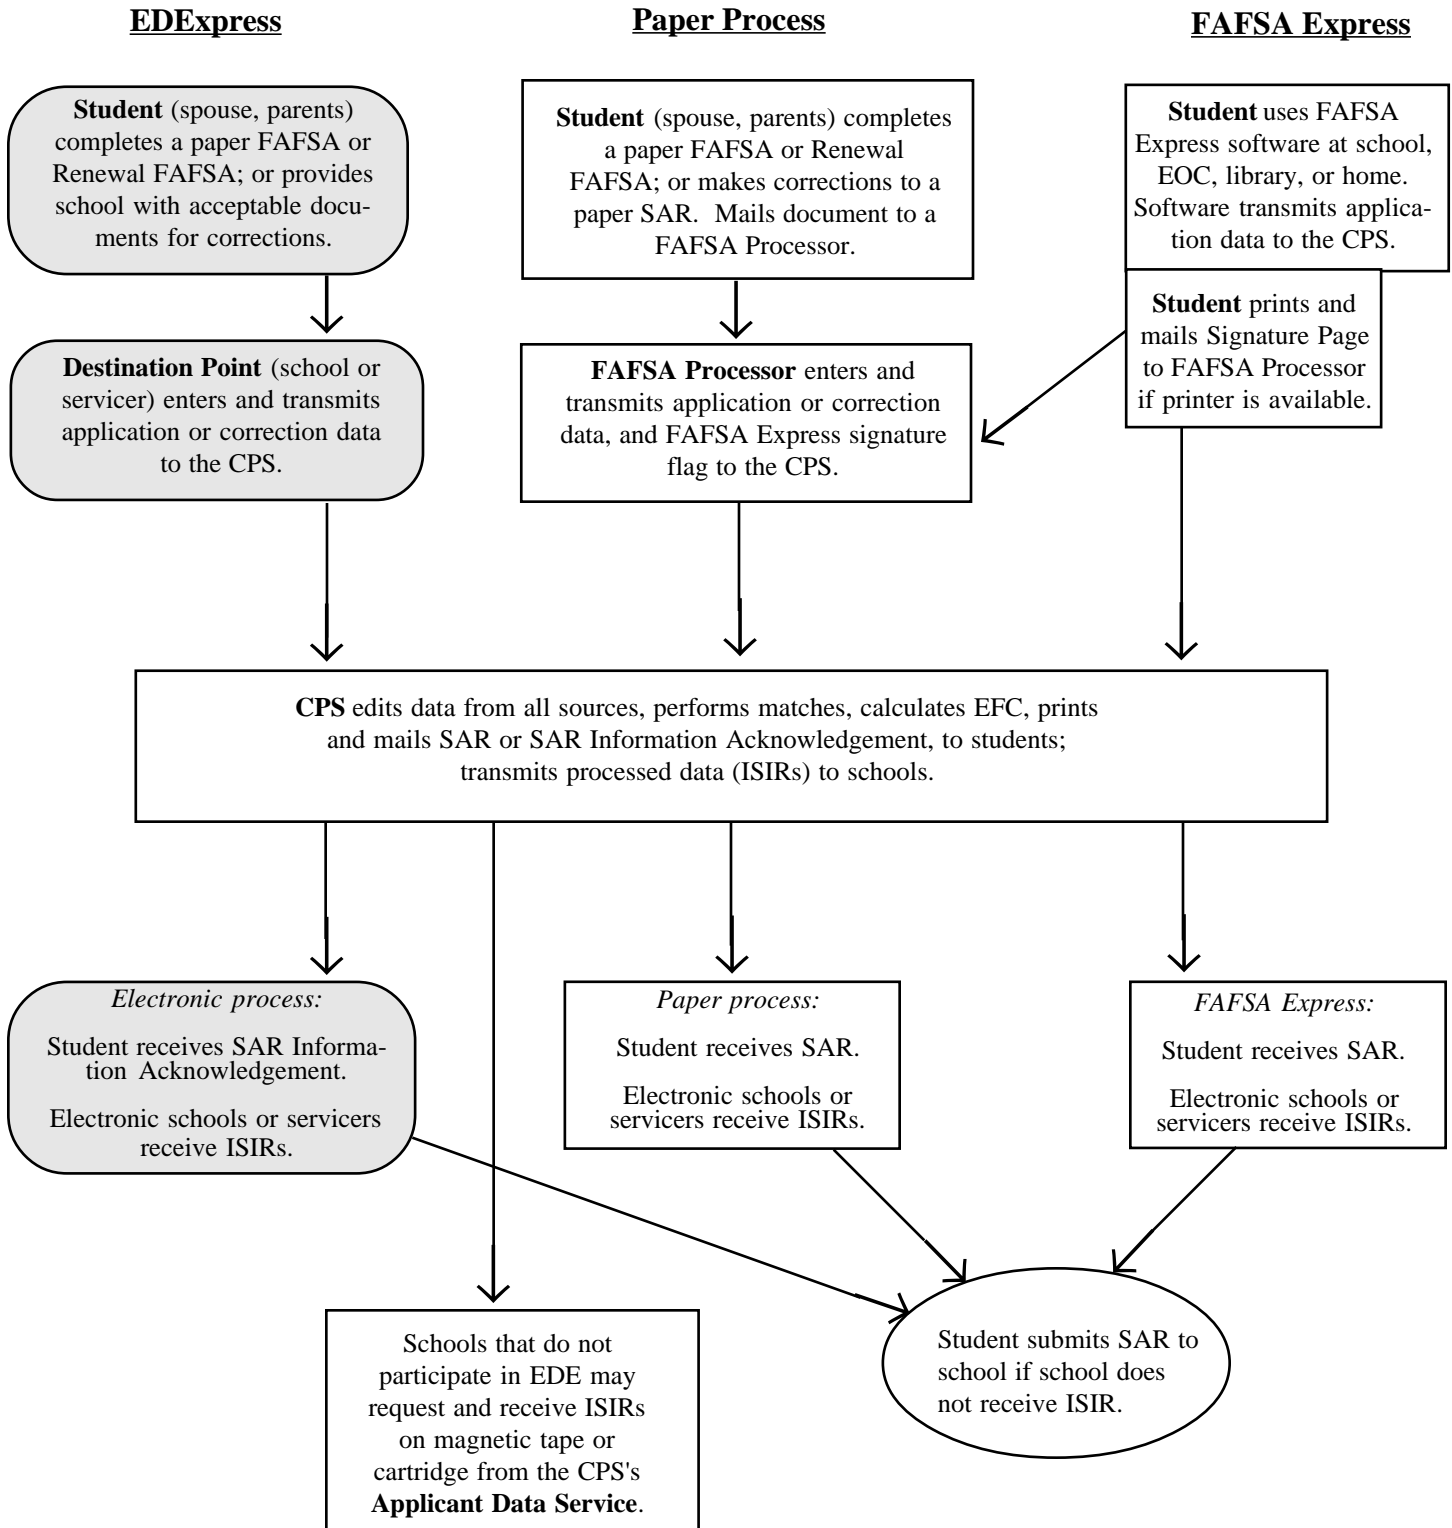 EDExpress
Paper Process
FAFSA Express
Student (spouse, parents)
completes a paper FAFSA or
Renewal FAFSA; or provides
school with acceptable docu-
ments for corrections.
Student (spouse, parents) completes
a paper FAFSA or Renewal
FAFSA; or makes corrections to a
paper SAR. Mails document to a
FAFSA Processor.
Student uses FAFSA
Express software at school,
EOC, library, or home.
Software transmits applica-
tion data to the CPS.
Student prints and
mails Signature Page
to FAFSA Processor
if printer is available.
Destination Point (school or
servicer) enters and transmits
application or correction data
to the CPS.
FAFSA Processor enters and
transmits application or correction
data, and FAFSA Express signature
flag to the CPS.
CPS edits data from all sources, performs matches, calculates EFC, prints
and mails SAR or SAR Information Acknowledgement, to students;
transmits processed data (ISIRs) to schools.
Electronic process:
Student receives SAR Informa-
tion Acknowledgement.
Electronic schools or servicers
receive ISIRs.
Paper process:
Student receives SAR.
Electronic schools or
servicers receive ISIRs.
FAFSA Express:
Student receives SAR.
Electronic schools or
servicers receive ISIRs.
Schools that do not
participate in EDE may
request and receive ISIRs
on magnetic tape or
cartridge from the CPS's
Applicant Data Service.
Student submits SAR to
school if school does
not receive ISIR.